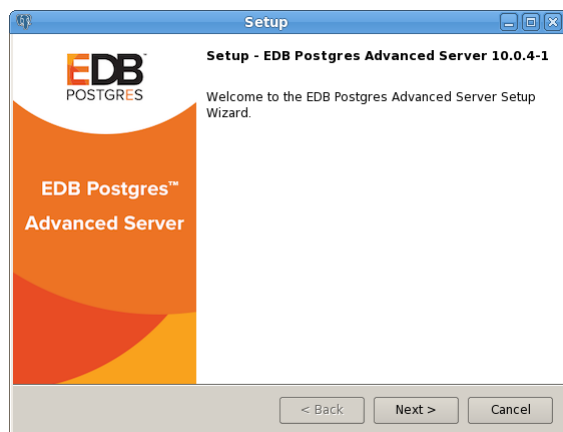 Setup
EDB
POSTGRES
EDB Postgres™
Advanced Server
Setup - EDB Postgres Advanced Server 10.0.4-1
Welcome to the EDB Postgres Advanced Server Setup
Wizard.
< Back
Next >
Cancel